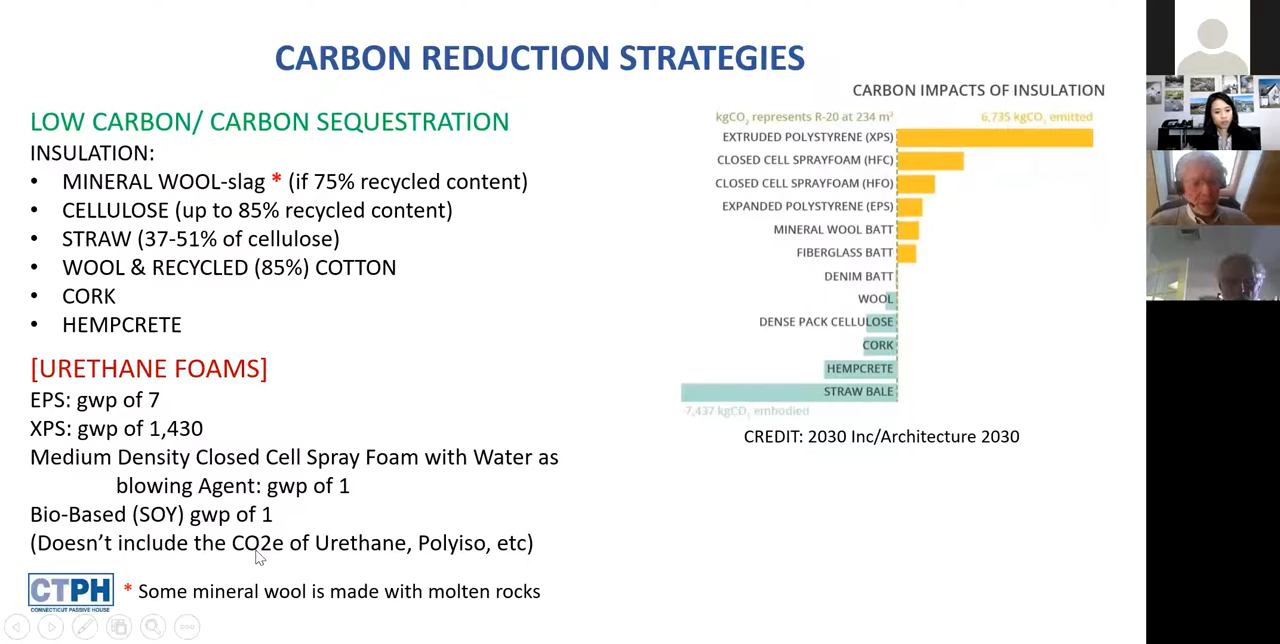 CARBON REDUCTION STRATEGIES
LOW CARBON/ CARBON SEQUESTRATION
INSULATION:
• MINERAL WOOL-slag * (if 75% recycled content)
• CELLULOSE (up to 85% recycled content)
• STRAW (37-51% of cellulose)
• WOOL & RECYCLED (85%) COTTON
• CORK
• HEMPCRETE
[URETHANE FOAMS]
EPS: gwp of 7
XPS: gwp of 1,430
Medium Density Closed Cell Spray Foam with Water as
blowing Agent: gwp of 1
Bio-Based (SOY) gwp of 1
(Doesn't include the CO2e of Urethane, Polyiso, etc)
CTPH
CONNECTICUT PASSIVE HOUSE
* Some mineral wool is made with molten rocks
CARBON IMPACTS OF INSULATION
kgCO₂ represents R-20 at 234 m²
6,735 kgCO₂ emitted
EXTRUDED POLYSTYRENE (XPS)
CLOSED CELL SPRAYFOAM (HFC)
CLOSED CELL SPRAYFOAM (HFO)
EXPANDED POLYSTYRENE (EPS)
MINERAL WOOL BATT
FIBERGLASS BATT
DENIM BATT
WOOL
DENSE PACK CELLULOSE
CORK
HEMPCRETE
STRAW BALE
-7,437 kgCO₂ embodied
CREDIT: 2030 Inc/Architecture 2030